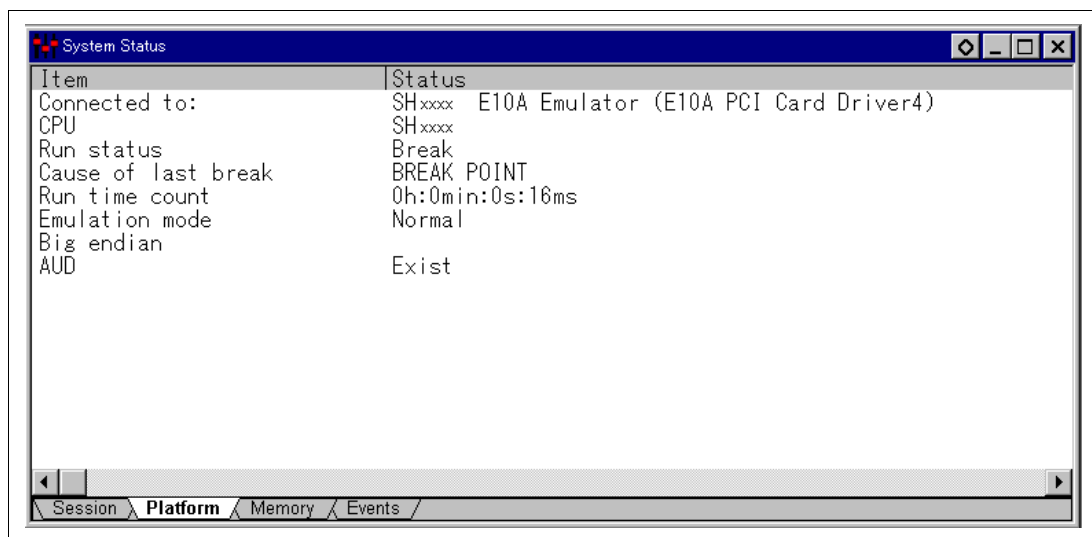 System Status
Item Status
Connected to: SHxxxx E10A Emulator (E10A PCI Card Driver4)
CPU SHxxxx
Run status Break
Cause of last break BREAK POINT
Run time count 0h:0min:0s:16ms
Emulation mode Normal
Big endian
AUD Exist
Session Platform Memory Events